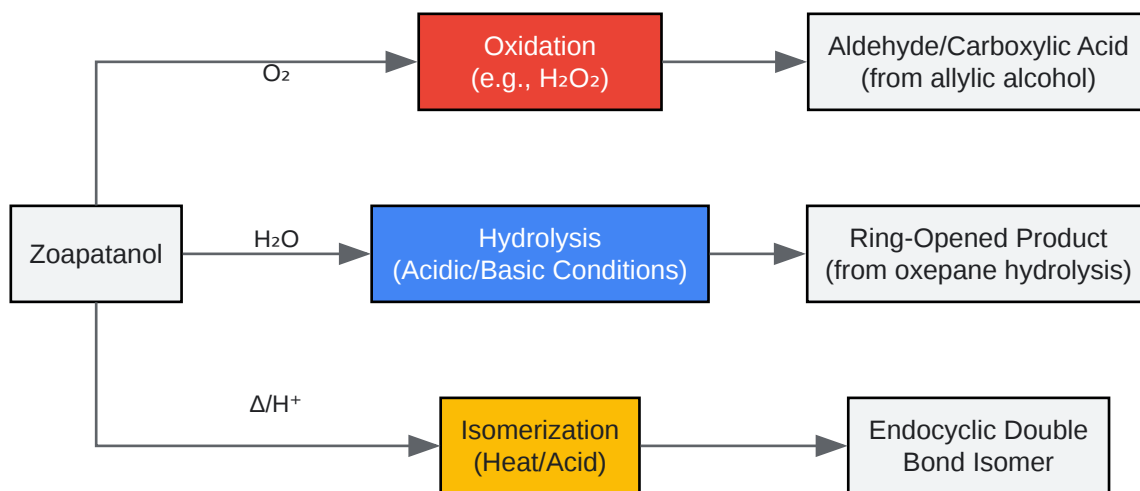 Oxidation
(e.g., H₂O₂)
Aldehyde/Carboxylic Acid
(from allylic alcohol)
O₂
Zoapatanol
H₂O
Hydrolysis
(Acidic/Basic Conditions)
Ring-Opened Product
(from oxepane hydrolysis)
Δ/H⁺
Isomerization
(Heat/Acid)
Endocyclic Double
Bond Isomer